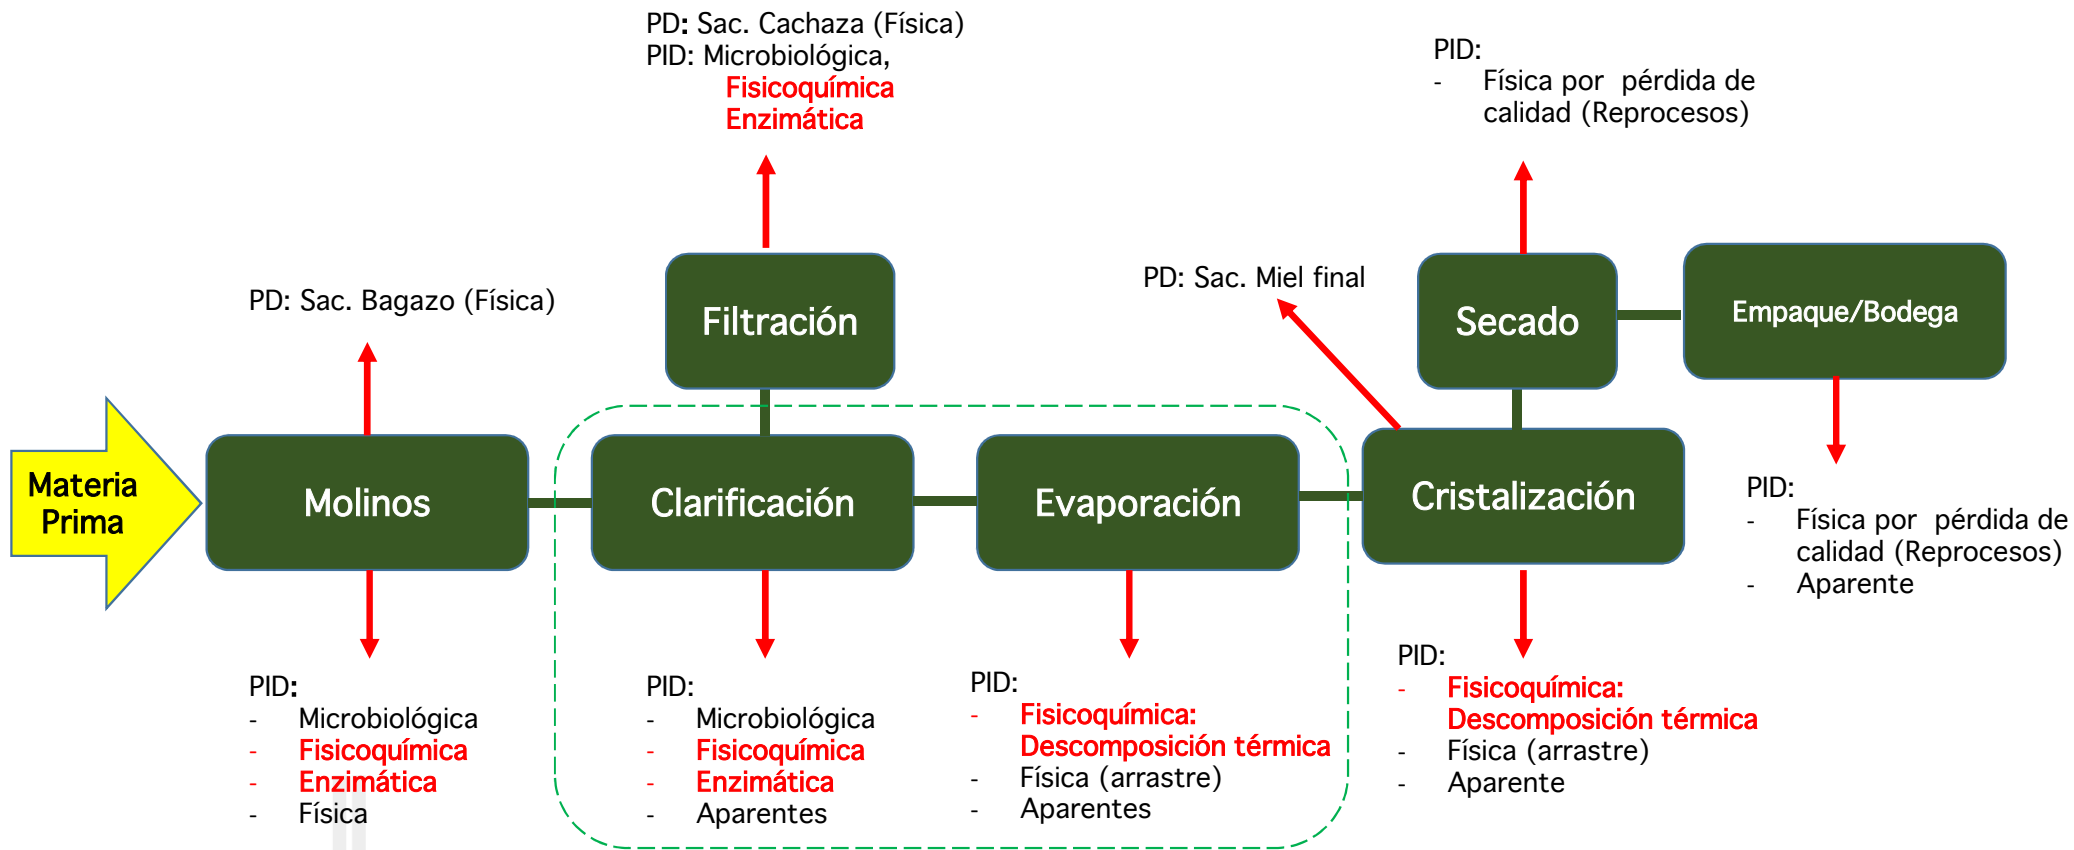 PD: Sac. Cachaza (Física)
PID: Microbiológica,
Fisicoquímica
Enzimática
PID:
- Física por pérdida de
calidad (Reprocesos)
PD: Sac. Bagazo (Física)
Filtración
PD: Sac. Miel final
Secado
Empaque/Bodega
Materia
Prima
Molinos
Clarificación
Evaporación
Cristalización
PID:
- Física por pérdida de
calidad (Reprocesos)
- Aparente
PID:
- Microbiológica
- Fisicoquímica
- Enzimática
- Física
PID:
- Microbiológica
- Fisicoquímica
- Enzimática
- Aparentes
PID:
- Fisicoquímica:
Descomposición térmica
- Física (arrastre)
- Aparentes
PID:
- Fisicoquímica:
Descomposición térmica
- Física (arrastre)
- Aparente